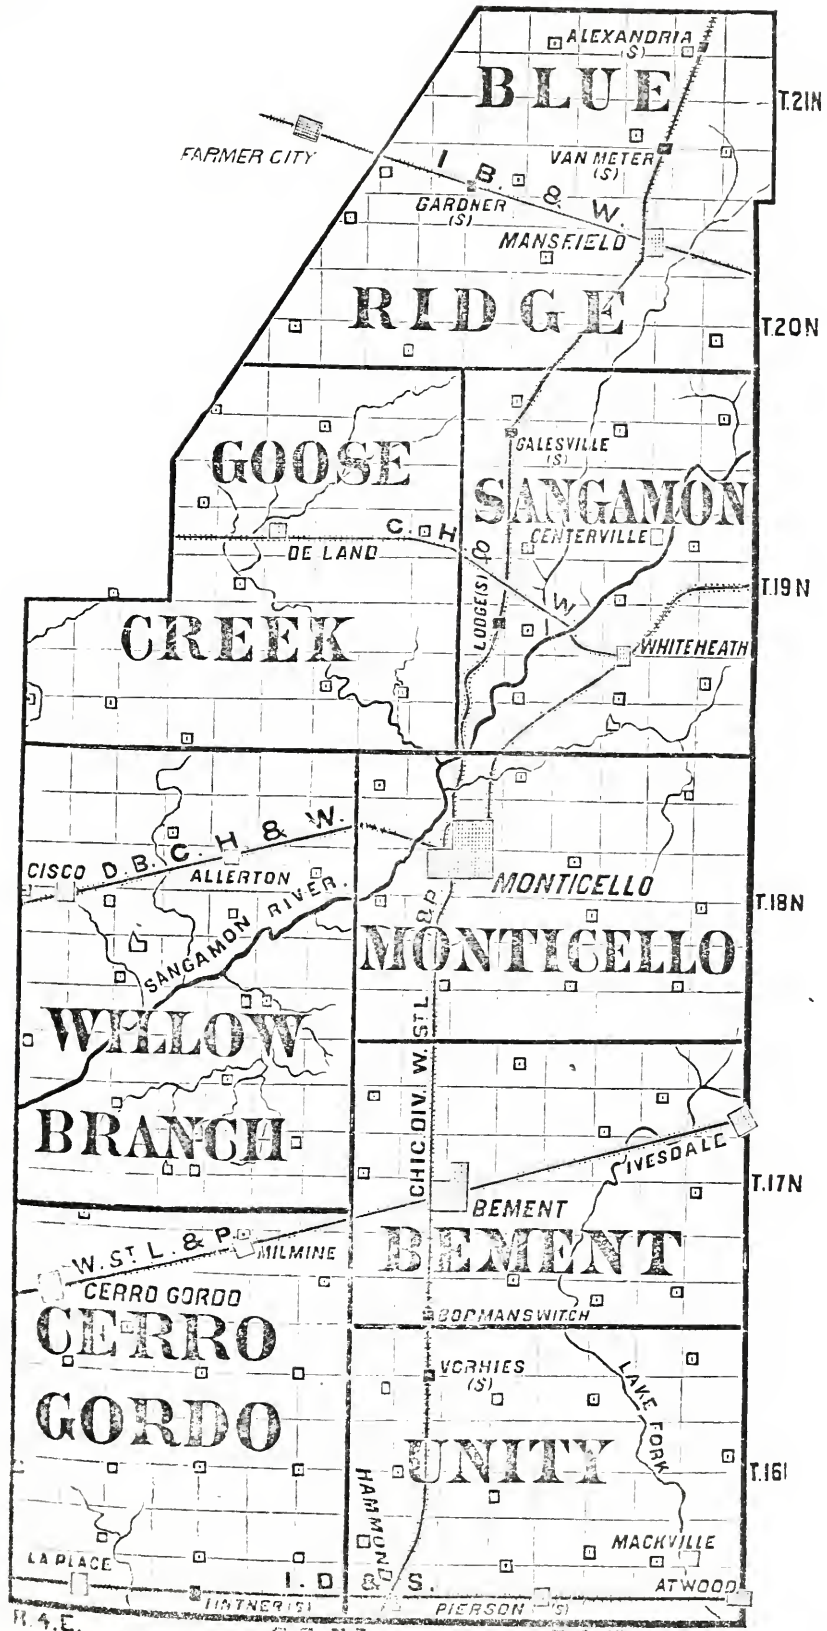 ALEXANDRIA
(S)
BLUE
T.21N
FARMER CITY
VAN METER
(S)
I. B. & W.
GARDNER
(S)
MANSFIELD
RIDGE
T.20N
GOOSE
GALESVILLE
(S)
SANGAMON
C. H
CENTERVILLE
DE LAND
T.19N
LODGE(S)
W
CREEK
WHITEHEATH
CISCO
D. B. C. H & W.
ALLERTON
MONTICELLO
SANGAMON RIVER.
T.18N
MONTICELLO
CHIC DIV. W. ST L & P
WILLOW
BRANCH
IVESDALE
T.17N
BEMENT
W. ST L. & P
MILMINE
BEMENT
CERRO GORDO
BODMANSWITCH
CERRO
VORHIES
(S)
LAKE FORK
GORDO
UNITY
T.16
HAMMOND
MACKVILLE
LA PLACE
I. D & S.
ATWOOD
PIERSON (S)
R.4.E.